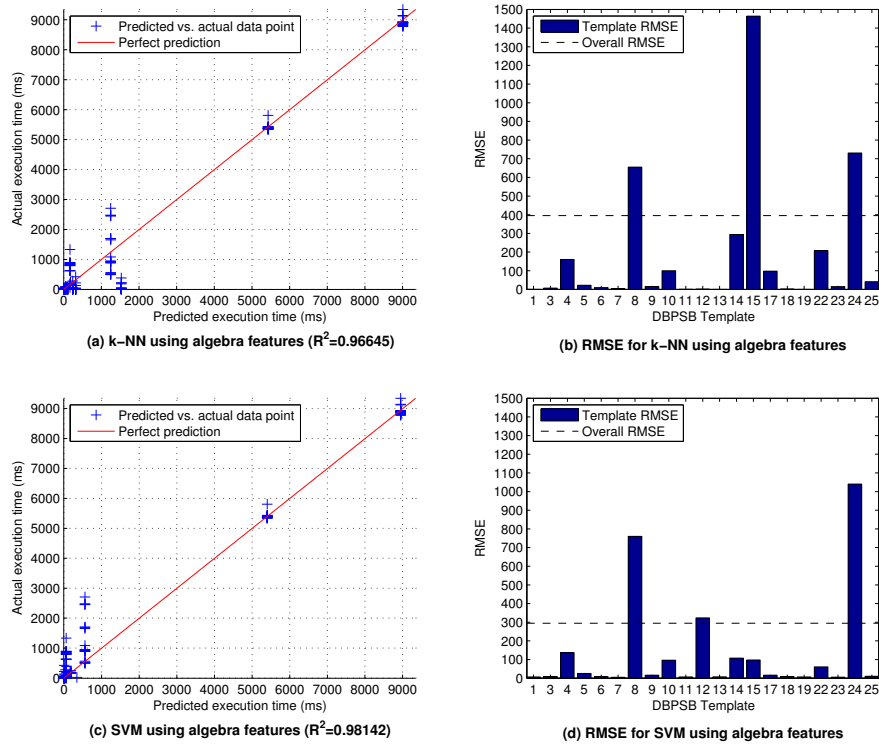 Predicted vs. actual data point
Perfect prediction
Actual execution time (ms)
9000
8000
7000
6000
5000
4000
3000
2000
1000
0
0 1000 2000 3000 4000 5000 6000 7000 8000 9000
Predicted execution time (ms)
(a) k−NN using algebra features (R²=0.96645)
Template RMSE
Overall RMSE
RMSE
1500
1400
1300
1200
1100
1000
900
800
700
600
500
400
300
200
100
0
1 3 4 5 6 7 8 9 10 11 12 13 14 15 17 18 19 22 23 24 25
DBPSB Template
(b) RMSE for k−NN using algebra features
Predicted vs. actual data point
Perfect prediction
Actual execution time (ms)
9000
8000
7000
6000
5000
4000
3000
2000
1000
0
0 1000 2000 3000 4000 5000 6000 7000 8000 9000
Predicted execution time (ms)
(c) SVM using algebra features (R²=0.98142)
Template RMSE
Overall RMSE
RMSE
1500
1400
1300
1200
1100
1000
900
800
700
600
500
400
300
200
100
0
1 3 4 5 6 7 8 9 10 11 12 13 14 15 17 18 19 22 23 24 25
DBPSB Template
(d) RMSE for SVM using algebra features